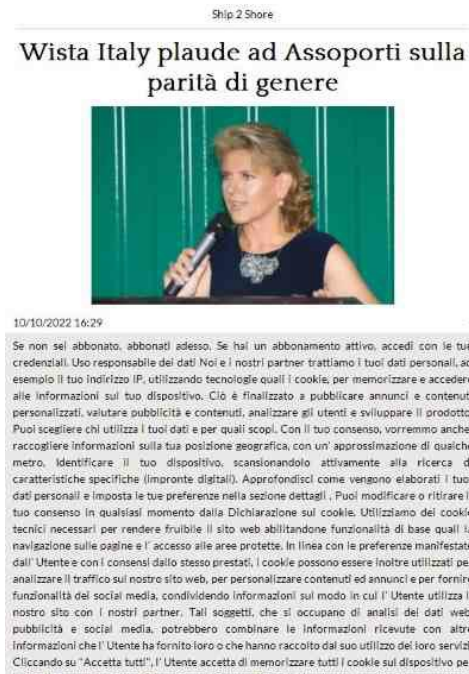 Ship 2 Shore
Wista Italy plaude ad Assoporti sulla
parità di genere
10/10/2022 16:29
Se non sei abbonato, abbonati adesso. Se hai un abbonamento attivo, accedi con le tue
credenziali. Uso responsabile dei dati Noi e i nostri partner trattiamo i tuoi dati personali, ad
esempio il tuo indirizzo IP, utilizzando tecnologie quali i cookie, per memorizzare e accedere
alle informazioni sul tuo dispositivo. Ciò è finalizzato a pubblicare annunci e contenuti
personalizzati, valutare pubblicità e contenuti, analizzare gli utenti e sviluppare il prodotto.
Puoi scegliere chi utilizza i tuoi dati e per quali scopi. Con il tuo consenso, vorremmo anche:
raccogliere informazioni sulla tua posizione geografica, con un' approssimazione di qualche
metro, Identificare il tuo dispositivo, scansionandolo attivamente alla ricerca di
caratteristiche specifiche (impronte digitali). Approfondisci come vengono elaborati i tuoi
dati personali e imposta le tue preferenze nella sezione dettagli . Puoi modificare o ritirare il
tuo consenso in qualsiasi momento dalla Dichiarazione sui cookie. Utilizziamo dei cookie
tecnici necessari per rendere fruibile il sito web abilitandone funzionalità di base quali la
navigazione sulle pagine e l' accesso alle aree protette. In linea con le preferenze manifestate
dall' Utente e con i consensi dallo stesso prestati, i cookie possono essere inoltre utilizzati per
analizzare il traffico sul nostro sito web, per personalizzare contenuti ed annunci e per fornire
funzionalità dei social media, condividendo informazioni sul modo in cui l' Utente utilizza il
nostro sito con i nostri partner. Tali soggetti, che si occupano di analisi dei dati web,
pubblicità e social media, potrebbero combinare le informazioni ricevute con altre
informazioni che l' Utente ha fornito loro o che hanno raccolto dal suo utilizzo dei loro servizi.
Cliccando su "Accetta tutti", l' Utente accetta di memorizzare tutti i cookie sul dispositivo per